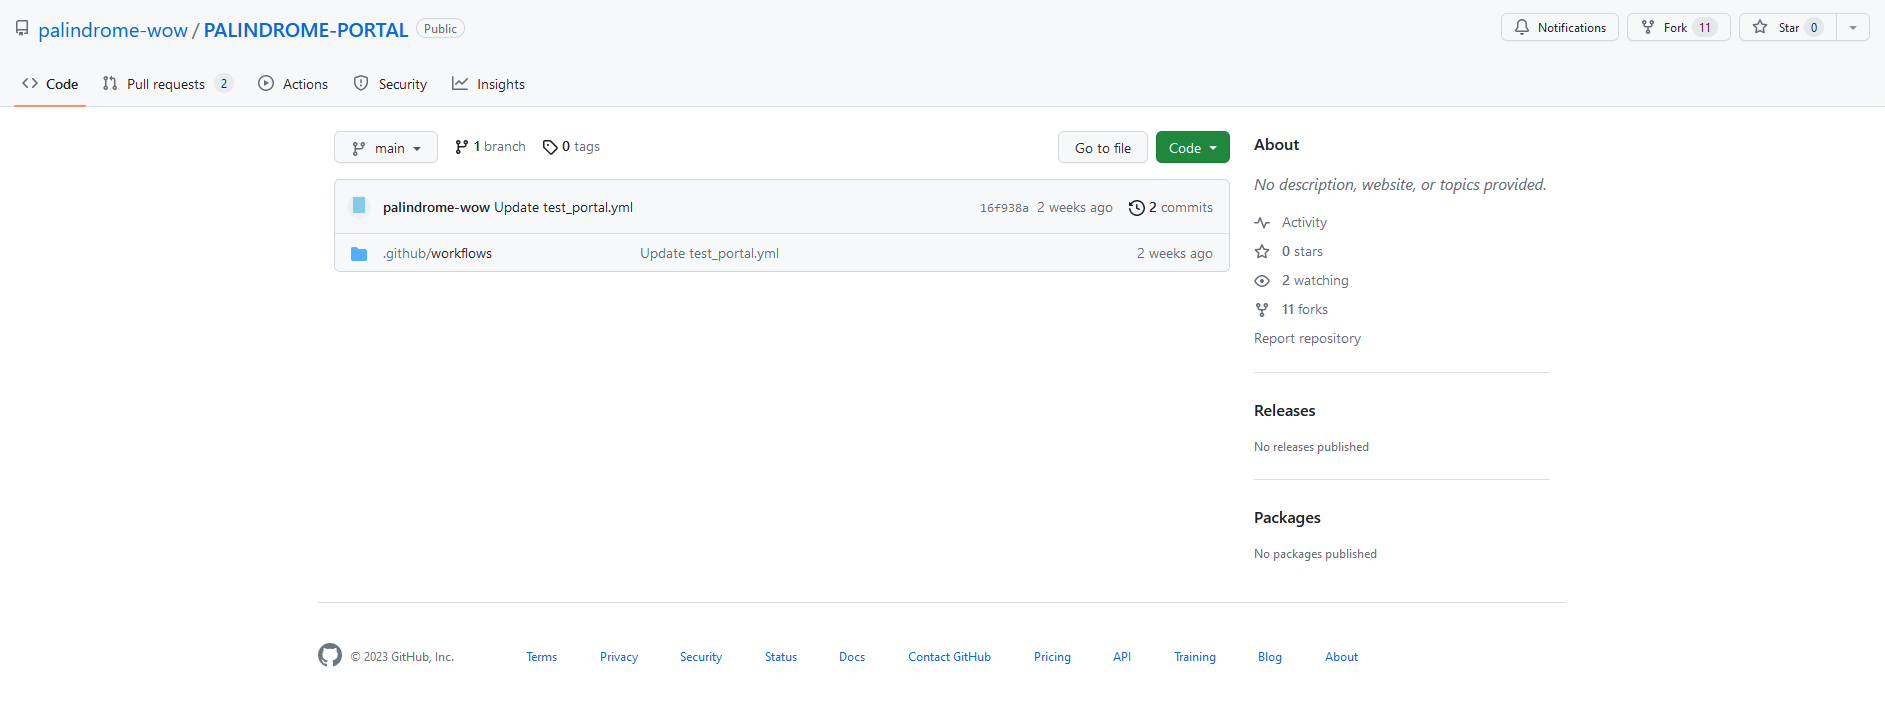 palindrome-wow / PALINDROME-PORTAL Public
Notifications Fork 11 Star 0
Code Pull requests 2 Actions Security Insights
main 1 branch 0 tags Go to file Code
palindrome-wow Update test_portal.yml 16f938a 2 weeks ago 2 commits
.github/workflows Update test_portal.yml 2 weeks ago
About
No description, website, or topics provided.
Activity
0 stars
2 watching
11 forks
Report repository
Releases
No releases published
Packages
No packages published
© 2023 GitHub, Inc. Terms Privacy Security Status Docs Contact GitHub Pricing API Training Blog About